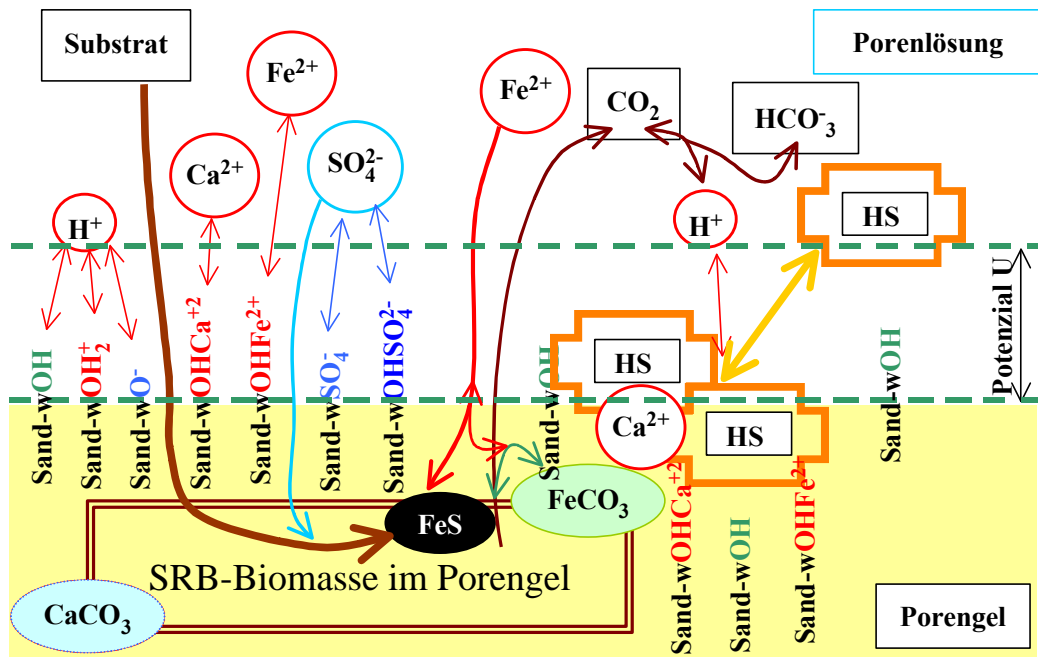 Substrat
Fe²⁺
Fe²⁺
CO₂
HCO⁻₃
Porenlösung
Ca²⁺
SO₄²⁻
H⁺
H⁺
HS
Potenzial U
Sand-wOH
Sand-wOH₂⁺
Sand-wO⁻
Sand-wOHCa⁺²
Sand-wOHFe²⁺
Sand-wSO₄⁻
Sand-wOHSO₄²⁻
Sand-wOH
HS
Ca²⁺
HS
Sand-wOH
FeS
FeCO₃
Sand-wOHCa⁺²
Sand-wOH
Sand-wOHFe²⁺
SRB-Biomasse im Porengel
CaCO₃
Porengel